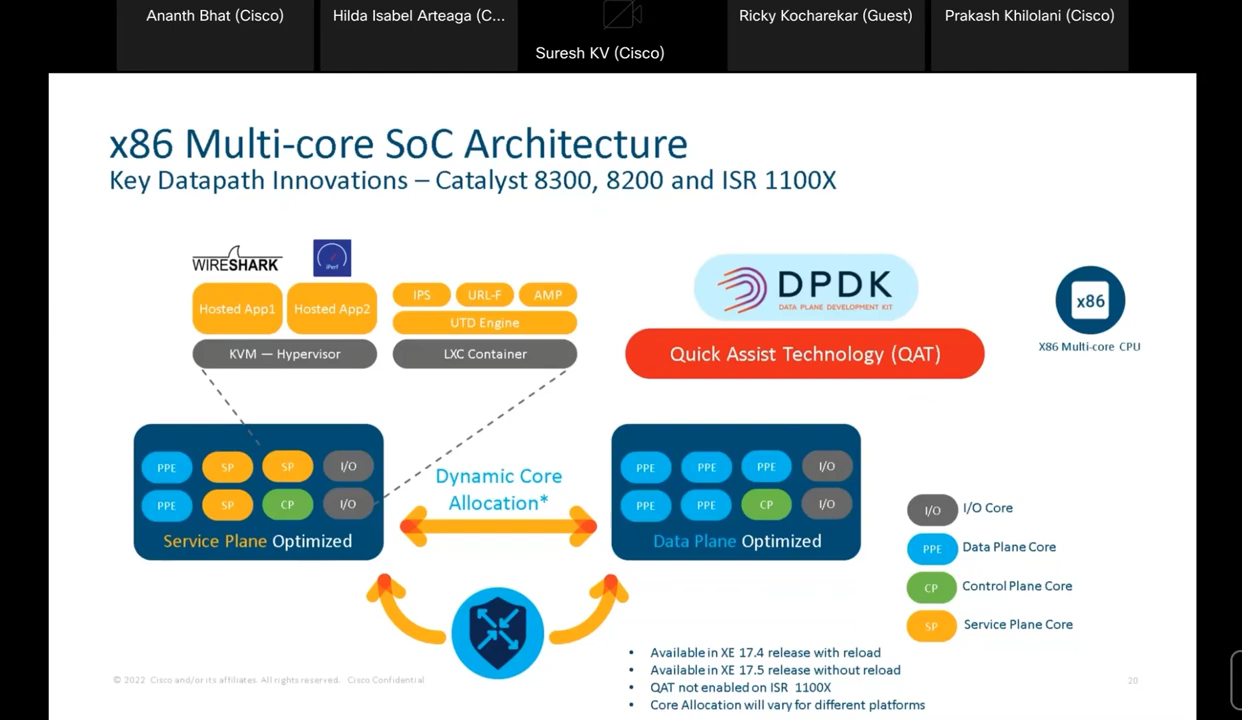 Ananth Bhat (Cisco)
Hilda Isabel Arteaga (C...
Suresh KV (Cisco)
Ricky Kocharekar (Guest)
Prakash Khilolani (Cisco)
x86 Multi-core SoC Architecture
Key Datapath Innovations – Catalyst 8300, 8200 and ISR 1100X
WIRESHARK
iPerf
Hosted App1
Hosted App2
KVM — Hypervisor
IPS
URL-F
AMP
UTD Engine
LXC Container
DPDK
DATA PLANE DEVELOPMENT KIT
Quick Assist Technology (QAT)
x86
X86 Multi-core CPU
PPE SP SP I/O
PPE SP CP I/O
Service Plane Optimized
Dynamic Core
Allocation*
PPE PPE PPE I/O
PPE PPE CP I/O
Data Plane Optimized
I/O I/O Core
PPE Data Plane Core
CP Control Plane Core
SP Service Plane Core
• Available in XE 17.4 release with reload
• Available in XE 17.5 release without reload
• QAT not enabled on ISR 1100X
• Core Allocation will vary for different platforms
© 2022 Cisco and/or its affiliates. All rights reserved. Cisco Confidential
20